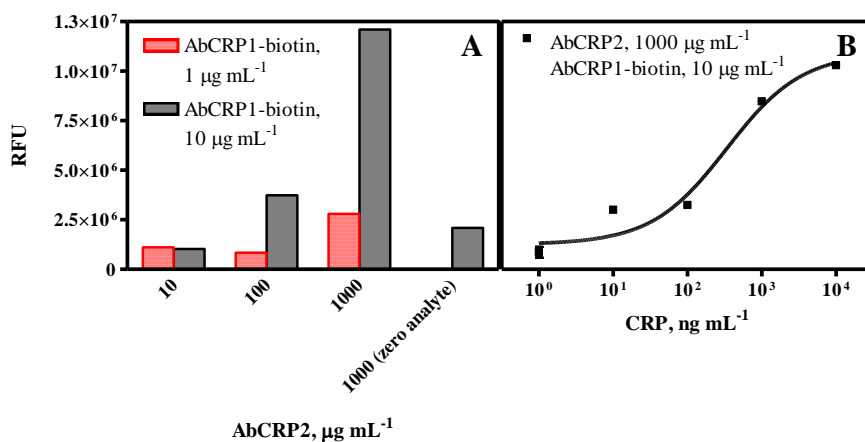 1.3×10⁷
1.0×10⁷
7.5×10⁶
5.0×10⁶
2.5×10⁶
0
RFU
AbCRP1-biotin,
1 μg mL⁻¹
AbCRP1-biotin,
10 μg mL⁻¹
A
10
100
1000
1000 (zero analyte)
AbCRP2, μg mL⁻¹
AbCRP2, 1000 μg mL⁻¹
AbCRP1-biotin, 10 μg mL⁻¹
B
10⁰ 10¹ 10² 10³ 10⁴
CRP, ng mL⁻¹